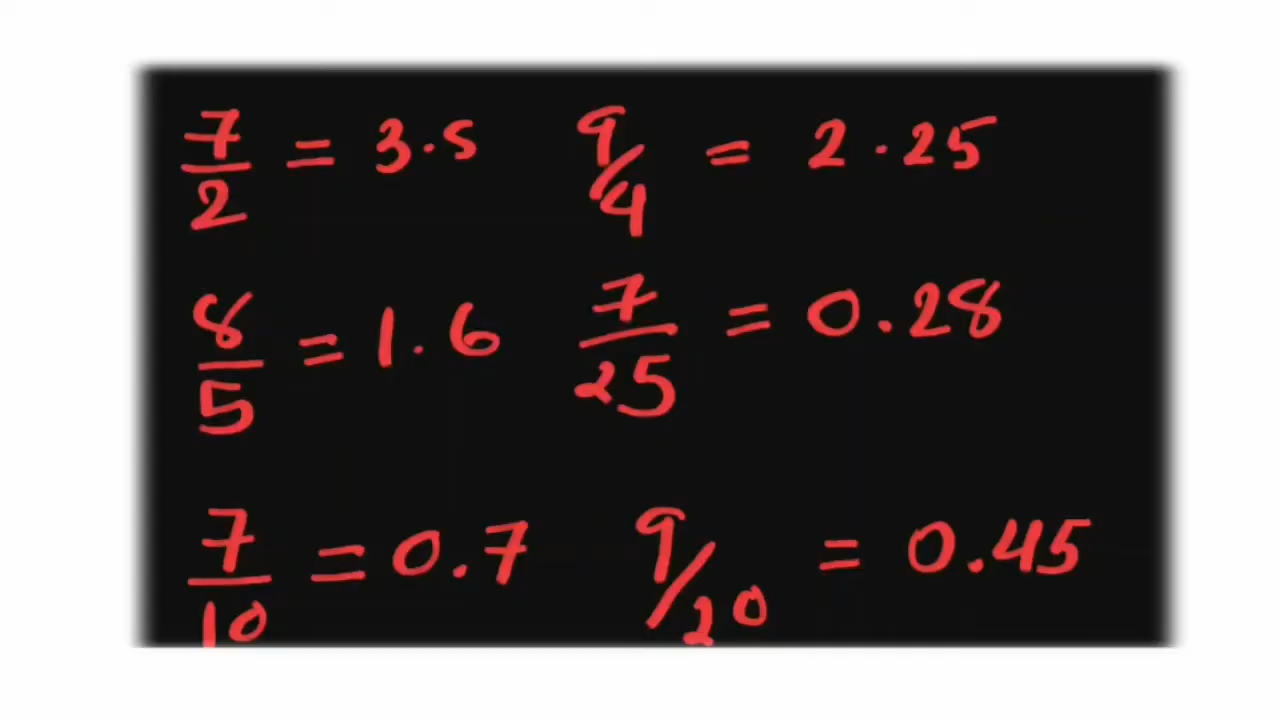 7/2 = 3.5 9/4 = 2.25
8/5 = 1.6 7/25 = 0.28
7/10 = 0.7 9/20 = 0.45